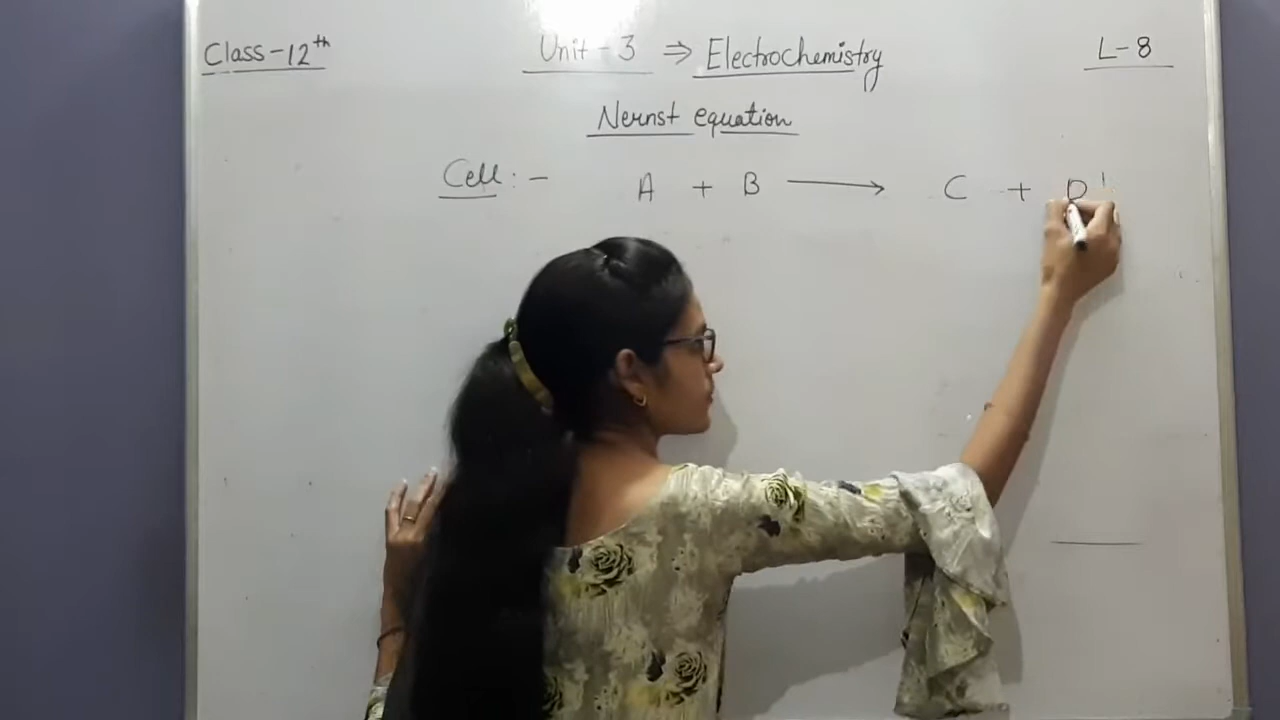 Class-12th Unit-3 ⇒ Electrochemistry L-8
Nernst equation
Cell :- A + B ⟶ C + D